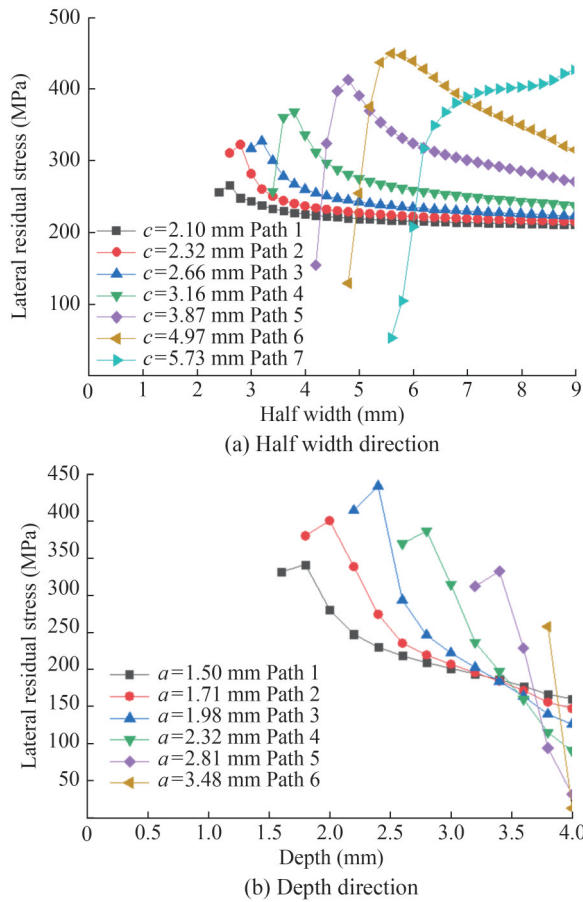 500
400
300
200
100
0
Lateral residual stress (MPa)
c=2.10 mm Path 1
c=2.32 mm Path 2
c=2.66 mm Path 3
c=3.16 mm Path 4
c=3.87 mm Path 5
c=4.97 mm Path 6
c=5.73 mm Path 7
0 1 2 3 4 5 6 7 8 9
Half width (mm)
(a) Half width direction
450
400
350
300
250
200
150
100
50
0
Lateral residual stress (MPa)
a=1.50 mm Path 1
a=1.71 mm Path 2
a=1.98 mm Path 3
a=2.32 mm Path 4
a=2.81 mm Path 5
a=3.48 mm Path 6
0 0.5 1.0 1.5 2.0 2.5 3.0 3.5 4.0
Depth (mm)
(b) Depth direction